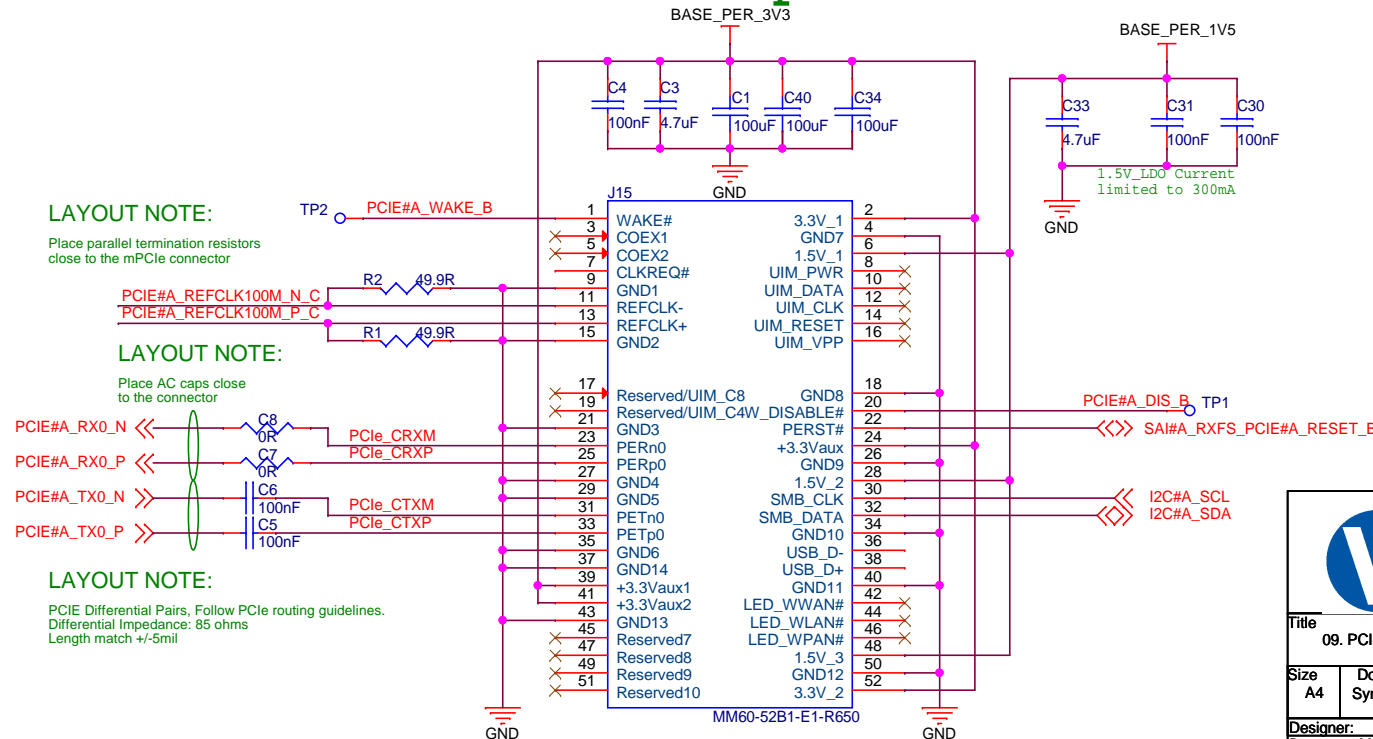 BASE_PER_3V3
BASE_PER_1V5
C4
100nF
C3
4.7uF
C1
100uF
C40
100uF
C34
100uF
GND
C33
4.7uF
C31
100nF
C30
100nF
1.5V_LDO Current
limited to 300mA
GND
LAYOUT NOTE:
Place parallel termination resistors
close to the mPCIe connector
TP2
PCIE#A_WAKE_B
R2 49.9R
PCIE#A_REFCLK100M_N_C
PCIE#A_REFCLK100M_P_C
R1 49.9R
LAYOUT NOTE:
Place AC caps close
to the connector
PCIE#A_RX0_N
C8
0R
PCIe_CRXM
PCIE#A_RX0_P
C7
0R
PCIe_CRXP
PCIE#A_TX0_N
C6
100nF
PCIe_CTXM
PCIE#A_TX0_P
C5
100nF
PCIe_CTXP
LAYOUT NOTE:
PCIE Differential Pairs, Follow PCIe routing guidelines.
Differential Impedance: 85 ohms
Length match +/-5mil
J15
1 WAKE# 3.3V_1 2
3 COEX1 GND7 4
5 COEX2 1.5V_1 6
7 CLKREQ# UIM_PWR 8
9 GND1 UIM_DATA 10
11 REFCLK- UIM_CLK 12
13 REFCLK+ UIM_RESET 14
15 GND2 UIM_VPP 16
17 Reserved/UIM_C8 GND8 18
19 Reserved/UIM_C4W_DISABLE# 20
21 GND3 PERST# 22
23 PERn0 +3.3Vaux 24
25 PERp0 GND9 26
27 GND4 1.5V_2 28
29 GND5 SMB_CLK 30
31 PETn0 SMB_DATA 32
33 PETp0 GND10 34
35 GND6 USB_D- 36
37 GND14 USB_D+ 38
39 +3.3Vaux1 GND11 40
41 +3.3Vaux2 LED_WWAN# 42
43 GND13 LED_WLAN# 44
45 Reserved7 LED_WPAN# 46
47 Reserved8 1.5V_3 48
49 Reserved9 GND12 50
51 Reserved10 3.3V_2 52
MM60-52B1-E1-R650
GND
GND
PCIE#A_DIS_B TP1
SAI#A_RXFS_PCIE#A_RESET_B
I2C#A_SCL
I2C#A_SDA
Title
09. PCI
Size
A4
Designer: